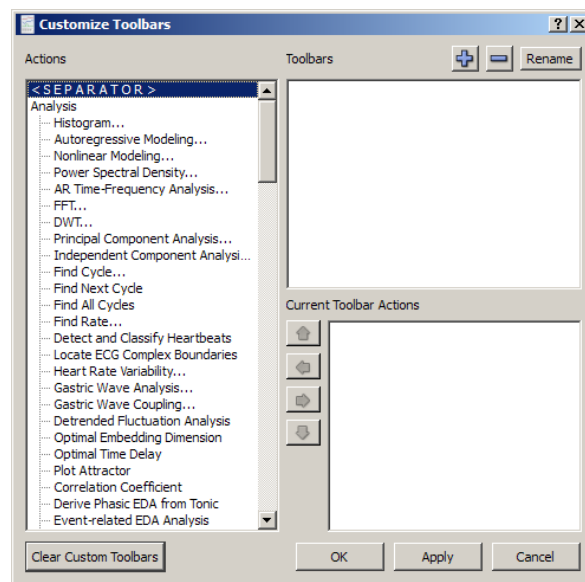 Customize Toolbars
Actions
Toolbars
Rename
<SEPARATOR>
Analysis
Histogram...
Autoregressive Modeling...
Nonlinear Modeling...
Power Spectral Density...
AR Time-Frequency Analysis...
FFT...
DWT...
Principal Component Analysis...
Independent Component Analysi...
Find Cycle...
Find Next Cycle
Find All Cycles
Find Rate...
Detect and Classify Heartbeats
Locate ECG Complex Boundaries
Heart Rate Variability...
Gastric Wave Analysis...
Gastric Wave Coupling...
Detrended Fluctuation Analysis
Optimal Embedding Dimension
Optimal Time Delay
Plot Attractor
Correlation Coefficient
Derive Phasic EDA from Tonic
Event-related EDA Analysis
Current Toolbar Actions
Clear Custom Toolbars
OK
Apply
Cancel